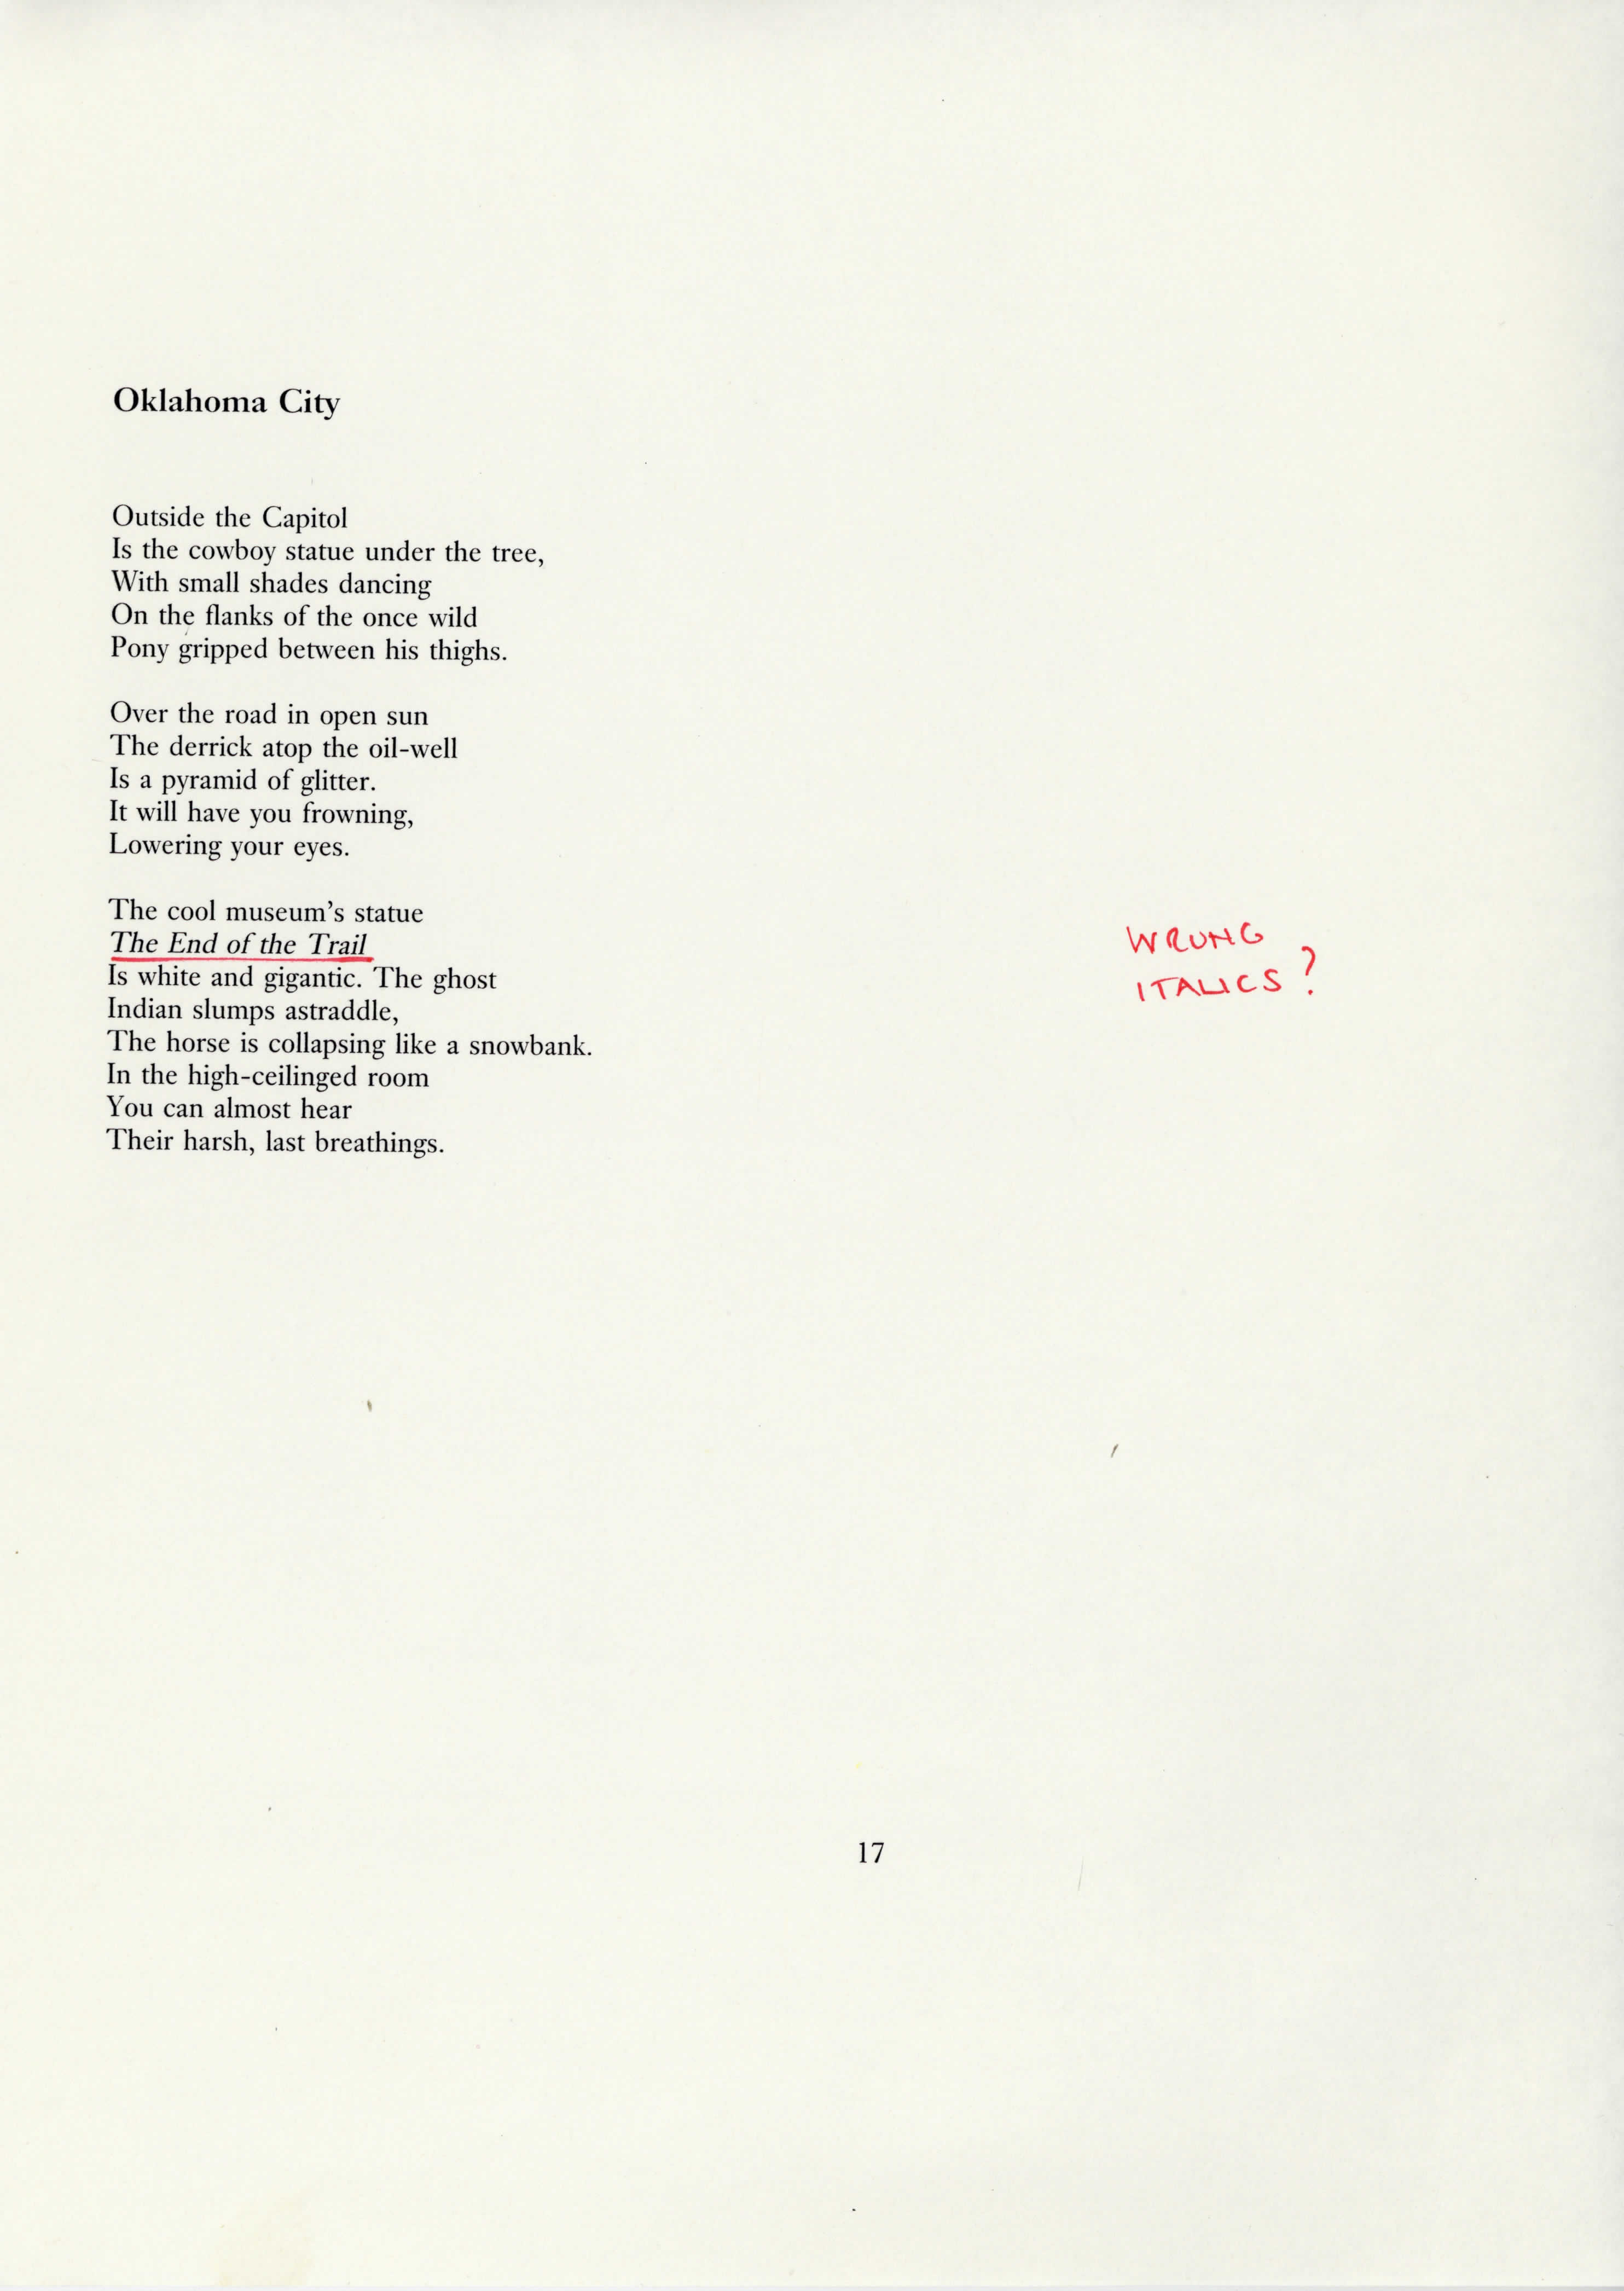 Oklahoma City
Outside the Capitol
Is the cowboy statue under the tree,
With small shades dancing
On the flanks of the once wild
Pony gripped between his thighs.
Over the road in open sun
The derrick atop the oil-well
Is a pyramid of glitter.
It will have you frowning,
Lowering your eyes.
The cool museum's statue
The End of the Trail
Is white and gigantic. The ghost
Indian slumps astraddle,
The horse is collapsing like a snowbank.
In the high-ceilinged room
You can almost hear
Their harsh, last breathings.
WRONG
ITALICS?
17